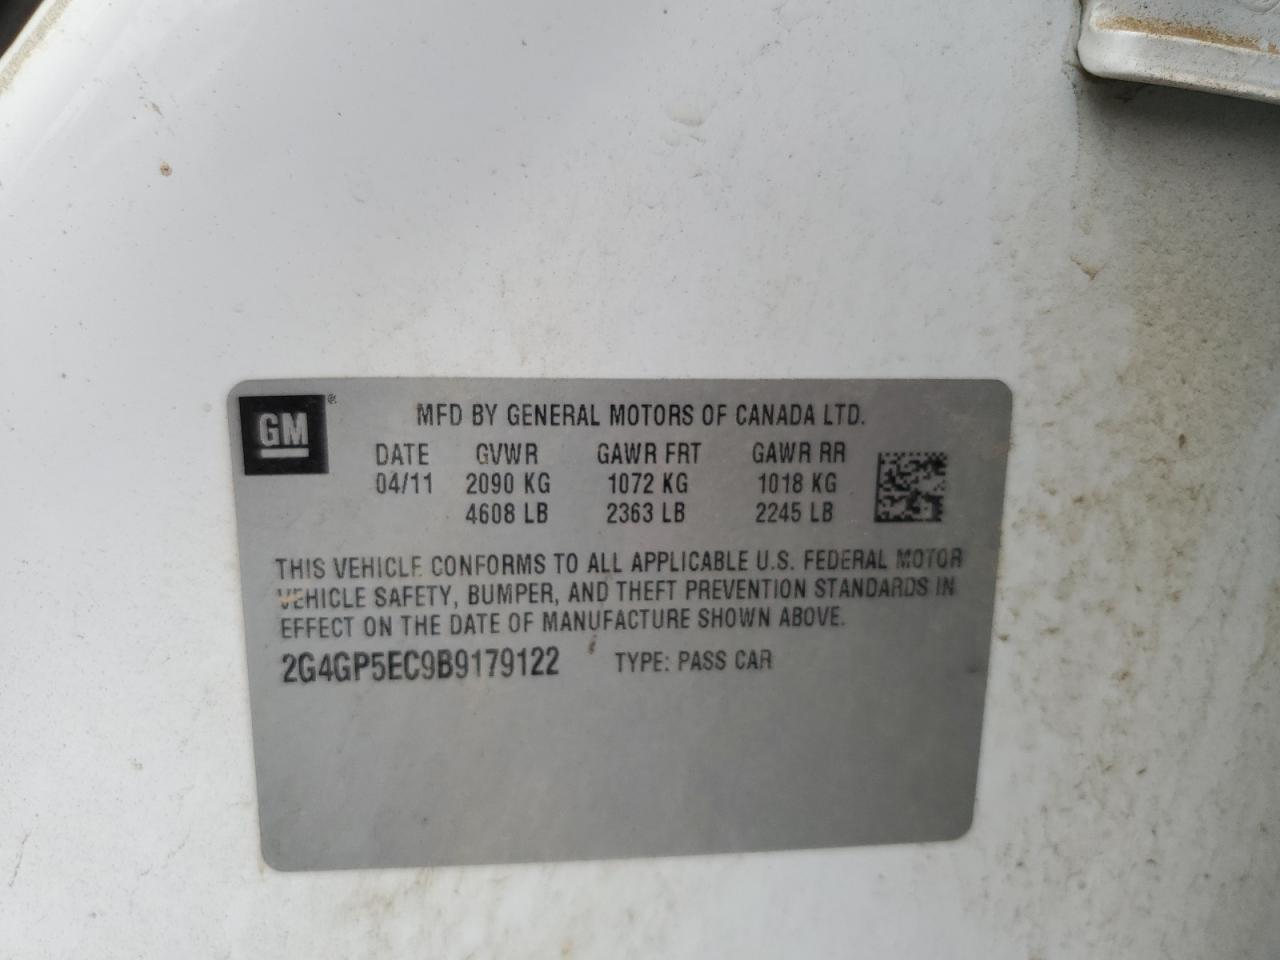 GM ®
MFD BY GENERAL MOTORS OF CANADA LTD.
DATE GVWR GAWR FRT GAWR RR
04/11 2090 KG 1072 KG 1018 KG
4608 LB 2363 LB 2245 LB
THIS VEHICLE CONFORMS TO ALL APPLICABLE U.S. FEDERAL MOTOR
VEHICLE SAFETY, BUMPER, AND THEFT PREVENTION STANDARDS IN
EFFECT ON THE DATE OF MANUFACTURE SHOWN ABOVE.
2G4GP5EC9B9179122 TYPE: PASS CAR